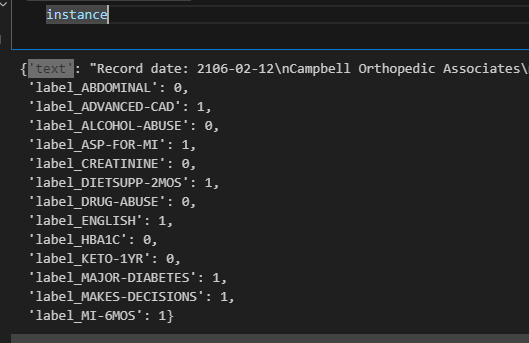 instance
{'text': "Record date: 2106-02-12\nCampbell Orthopedic Associates\
'label_ABDOMINAL': 0,
'label_ADVANCED-CAD': 1,
'label_ALCOHOL-ABUSE': 0,
'label_ASP-FOR-MI': 1,
'label_CREATININE': 0,
'label_DIETSUPP-2MOS': 1,
'label_DRUG-ABUSE': 0,
'label_ENGLISH': 1,
'label_HBA1C': 0,
'label_KETO-1YR': 0,
'label_MAJOR-DIABETES': 1,
'label_MAKES-DECISIONS': 1,
'label_MI-6MOS': 1}